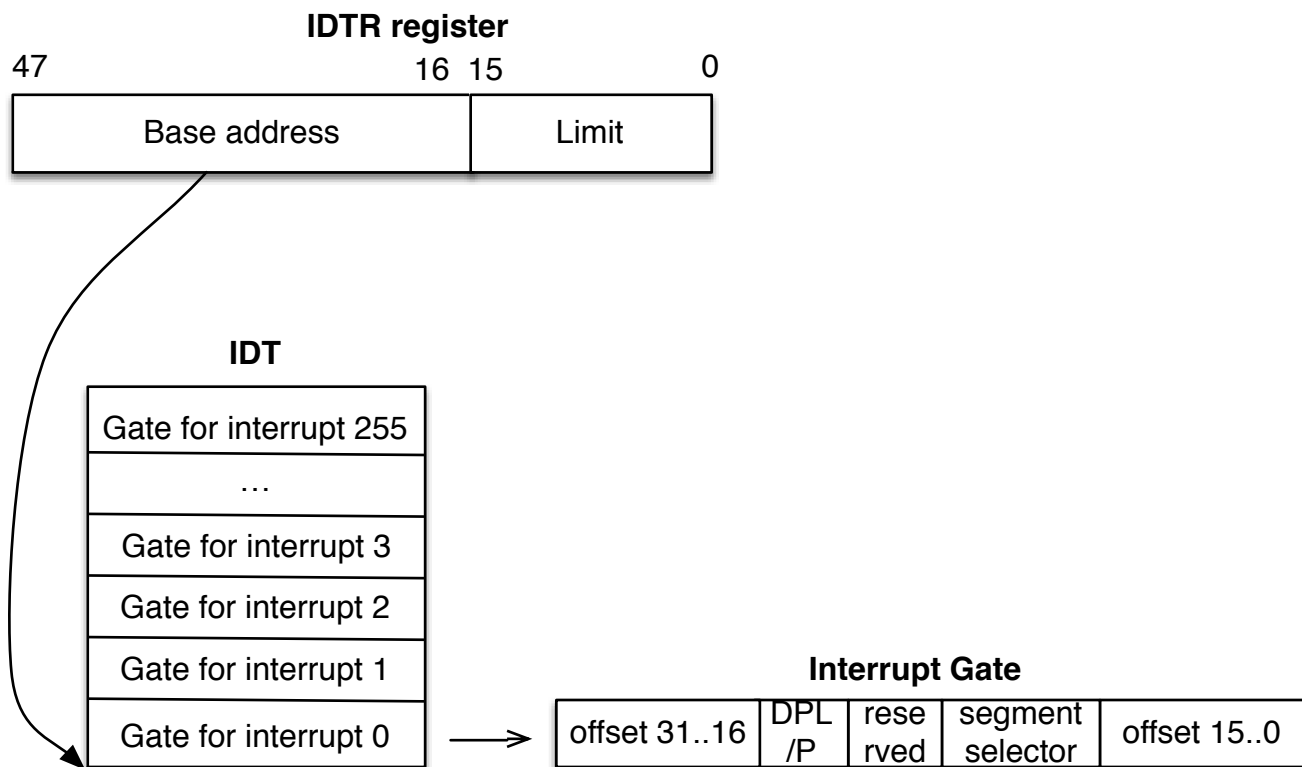 IDTR register
47 16 15 0
Base address Limit
IDT
Gate for interrupt 255
…
Gate for interrupt 3
Gate for interrupt 2
Gate for interrupt 1
Gate for interrupt 0
Interrupt Gate
offset 31..16
DPL
/P
rese
rved
segment
selector
offset 15..0